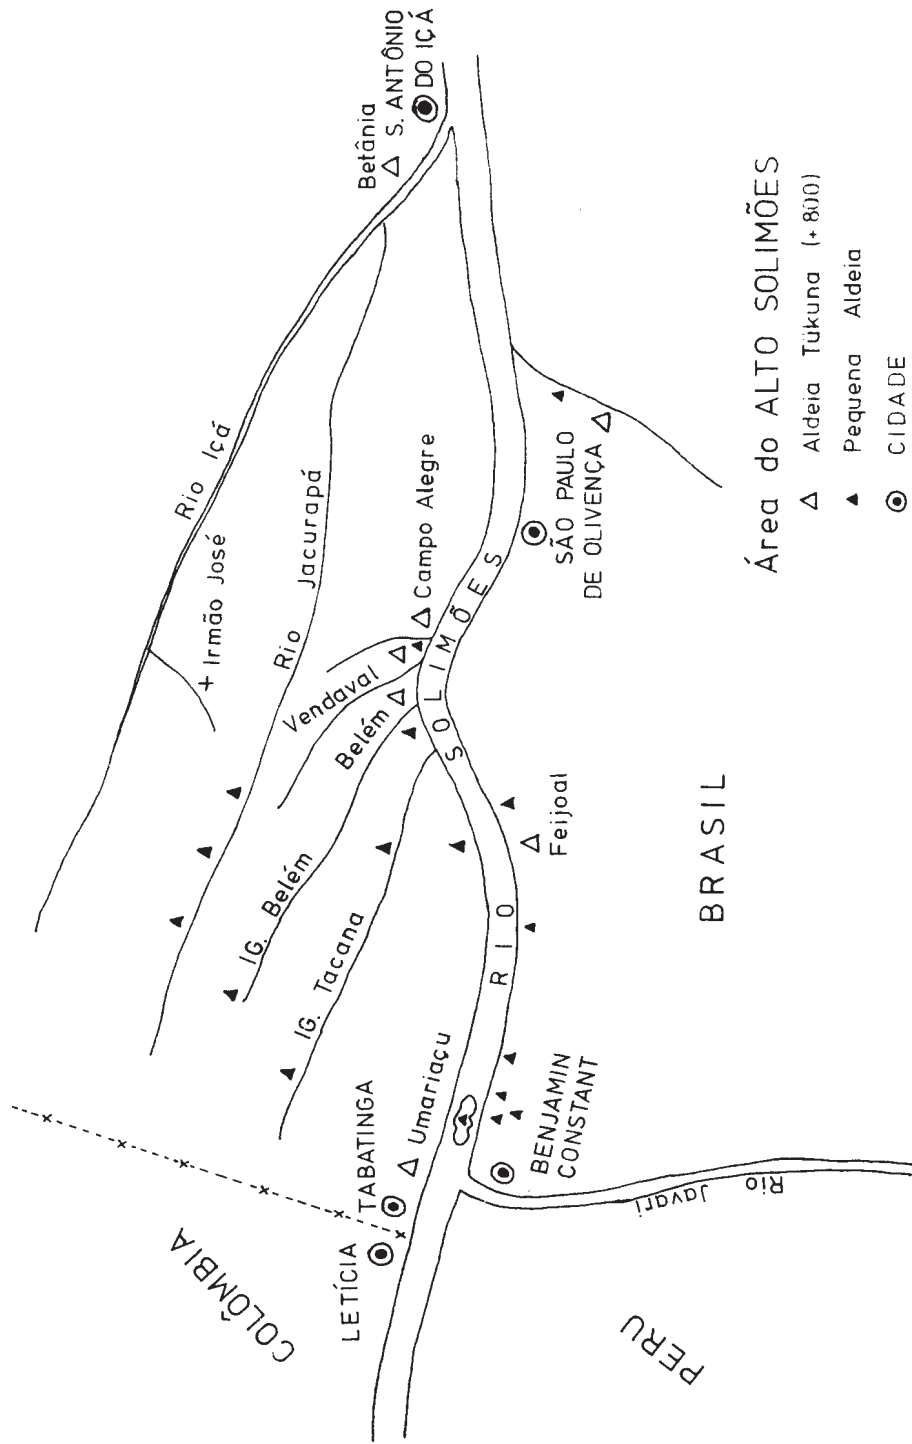 COLÔMBIA
PERU
BRASIL
LETÍCIA
TABATINGA
Umariaçu
BENJAMIN
CONSTANT
Rio Javari
IG. Tacana
IG. Belém
Belém
Vendaval
Campo Alegre
Feijoal
RIO SOLIMÕES
Rio Jacurapá
+ Irmão José
Rio Içá
SÃO PAULO
DE OLIVENÇA
Betânia
S. ANTÔNIO
DO IÇÁ
Área do ALTO SOLIMÕES
Aldeia Tükuna (+800)
Pequena Aldeia
CIDADE